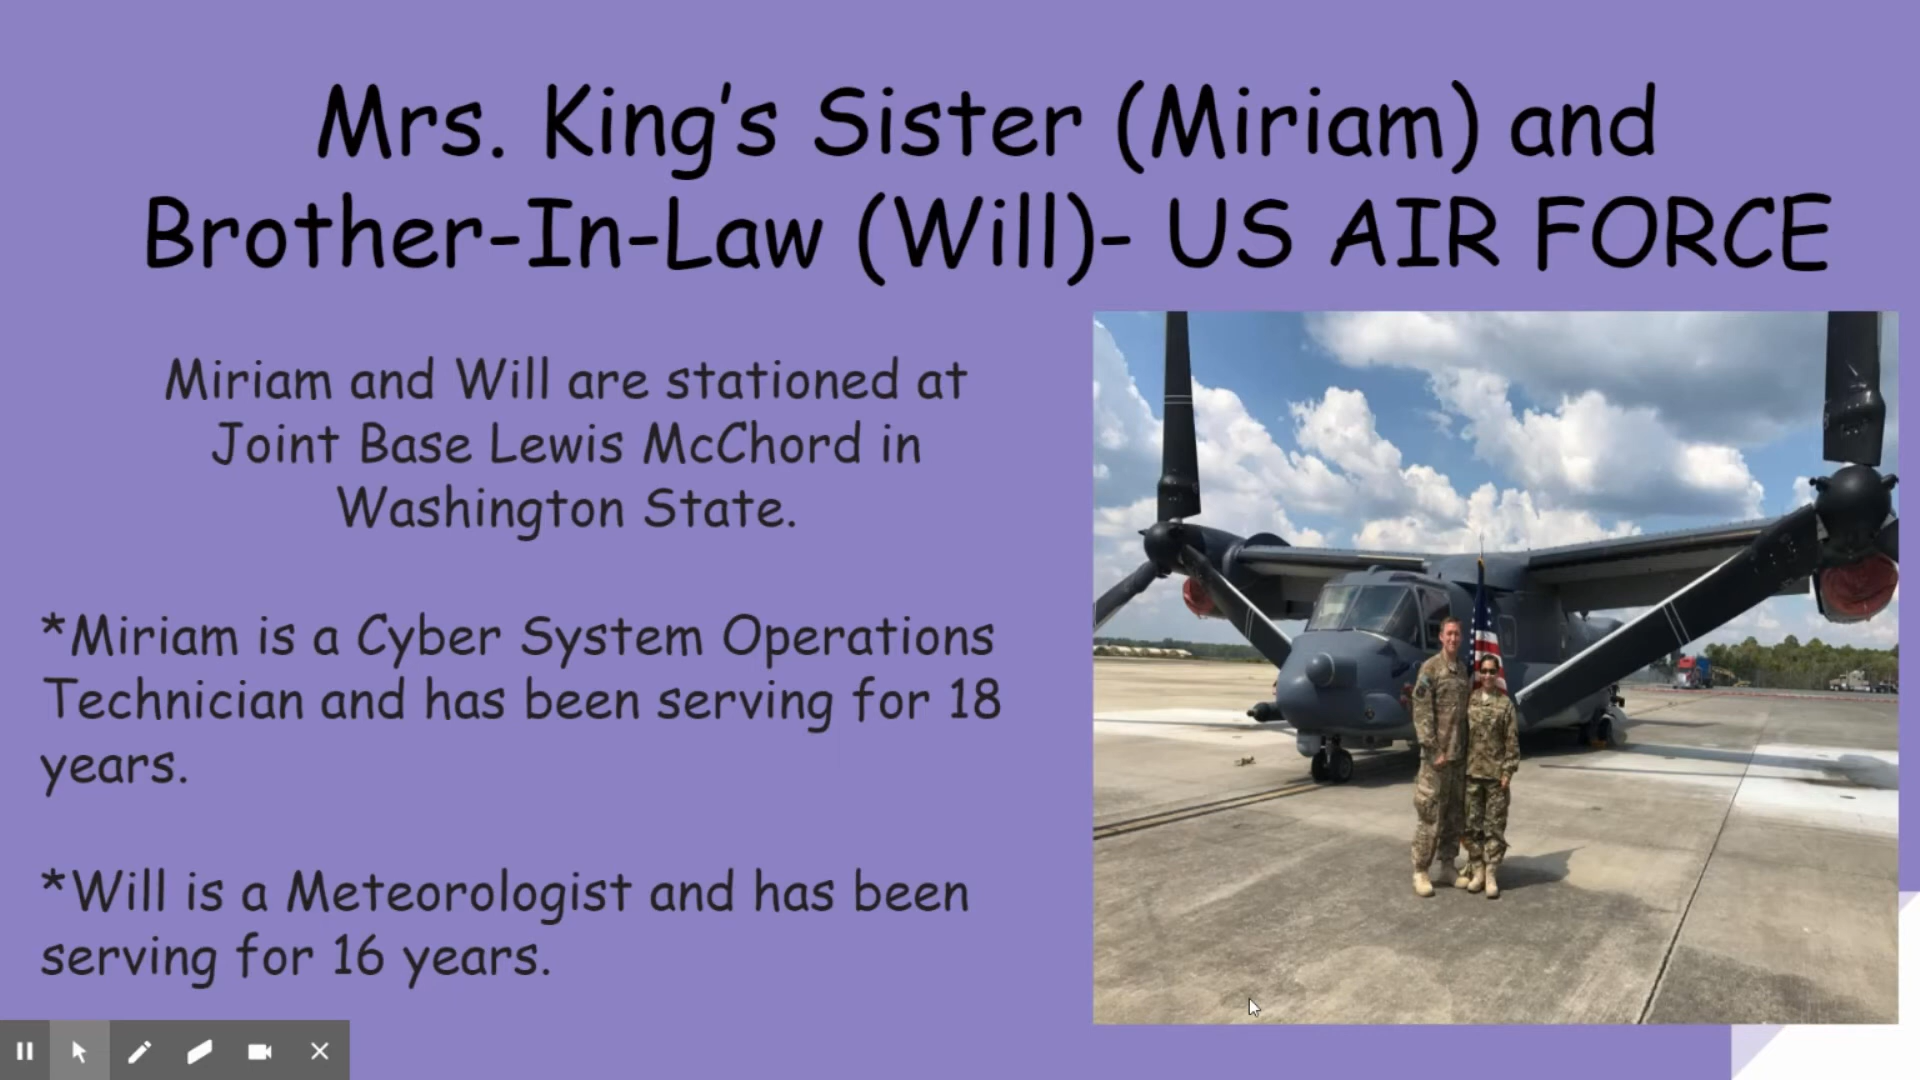 Mrs. King's Sister (Miriam) and
Brother-In-Law (Will)- US AIR FORCE
Miriam and Will are stationed at
Joint Base Lewis McChord in
Washington State.
*Miriam is a Cyber System Operations
Technician and has been serving for 18
years.
*Will is a Meteorologist and has been
serving for 16 years.